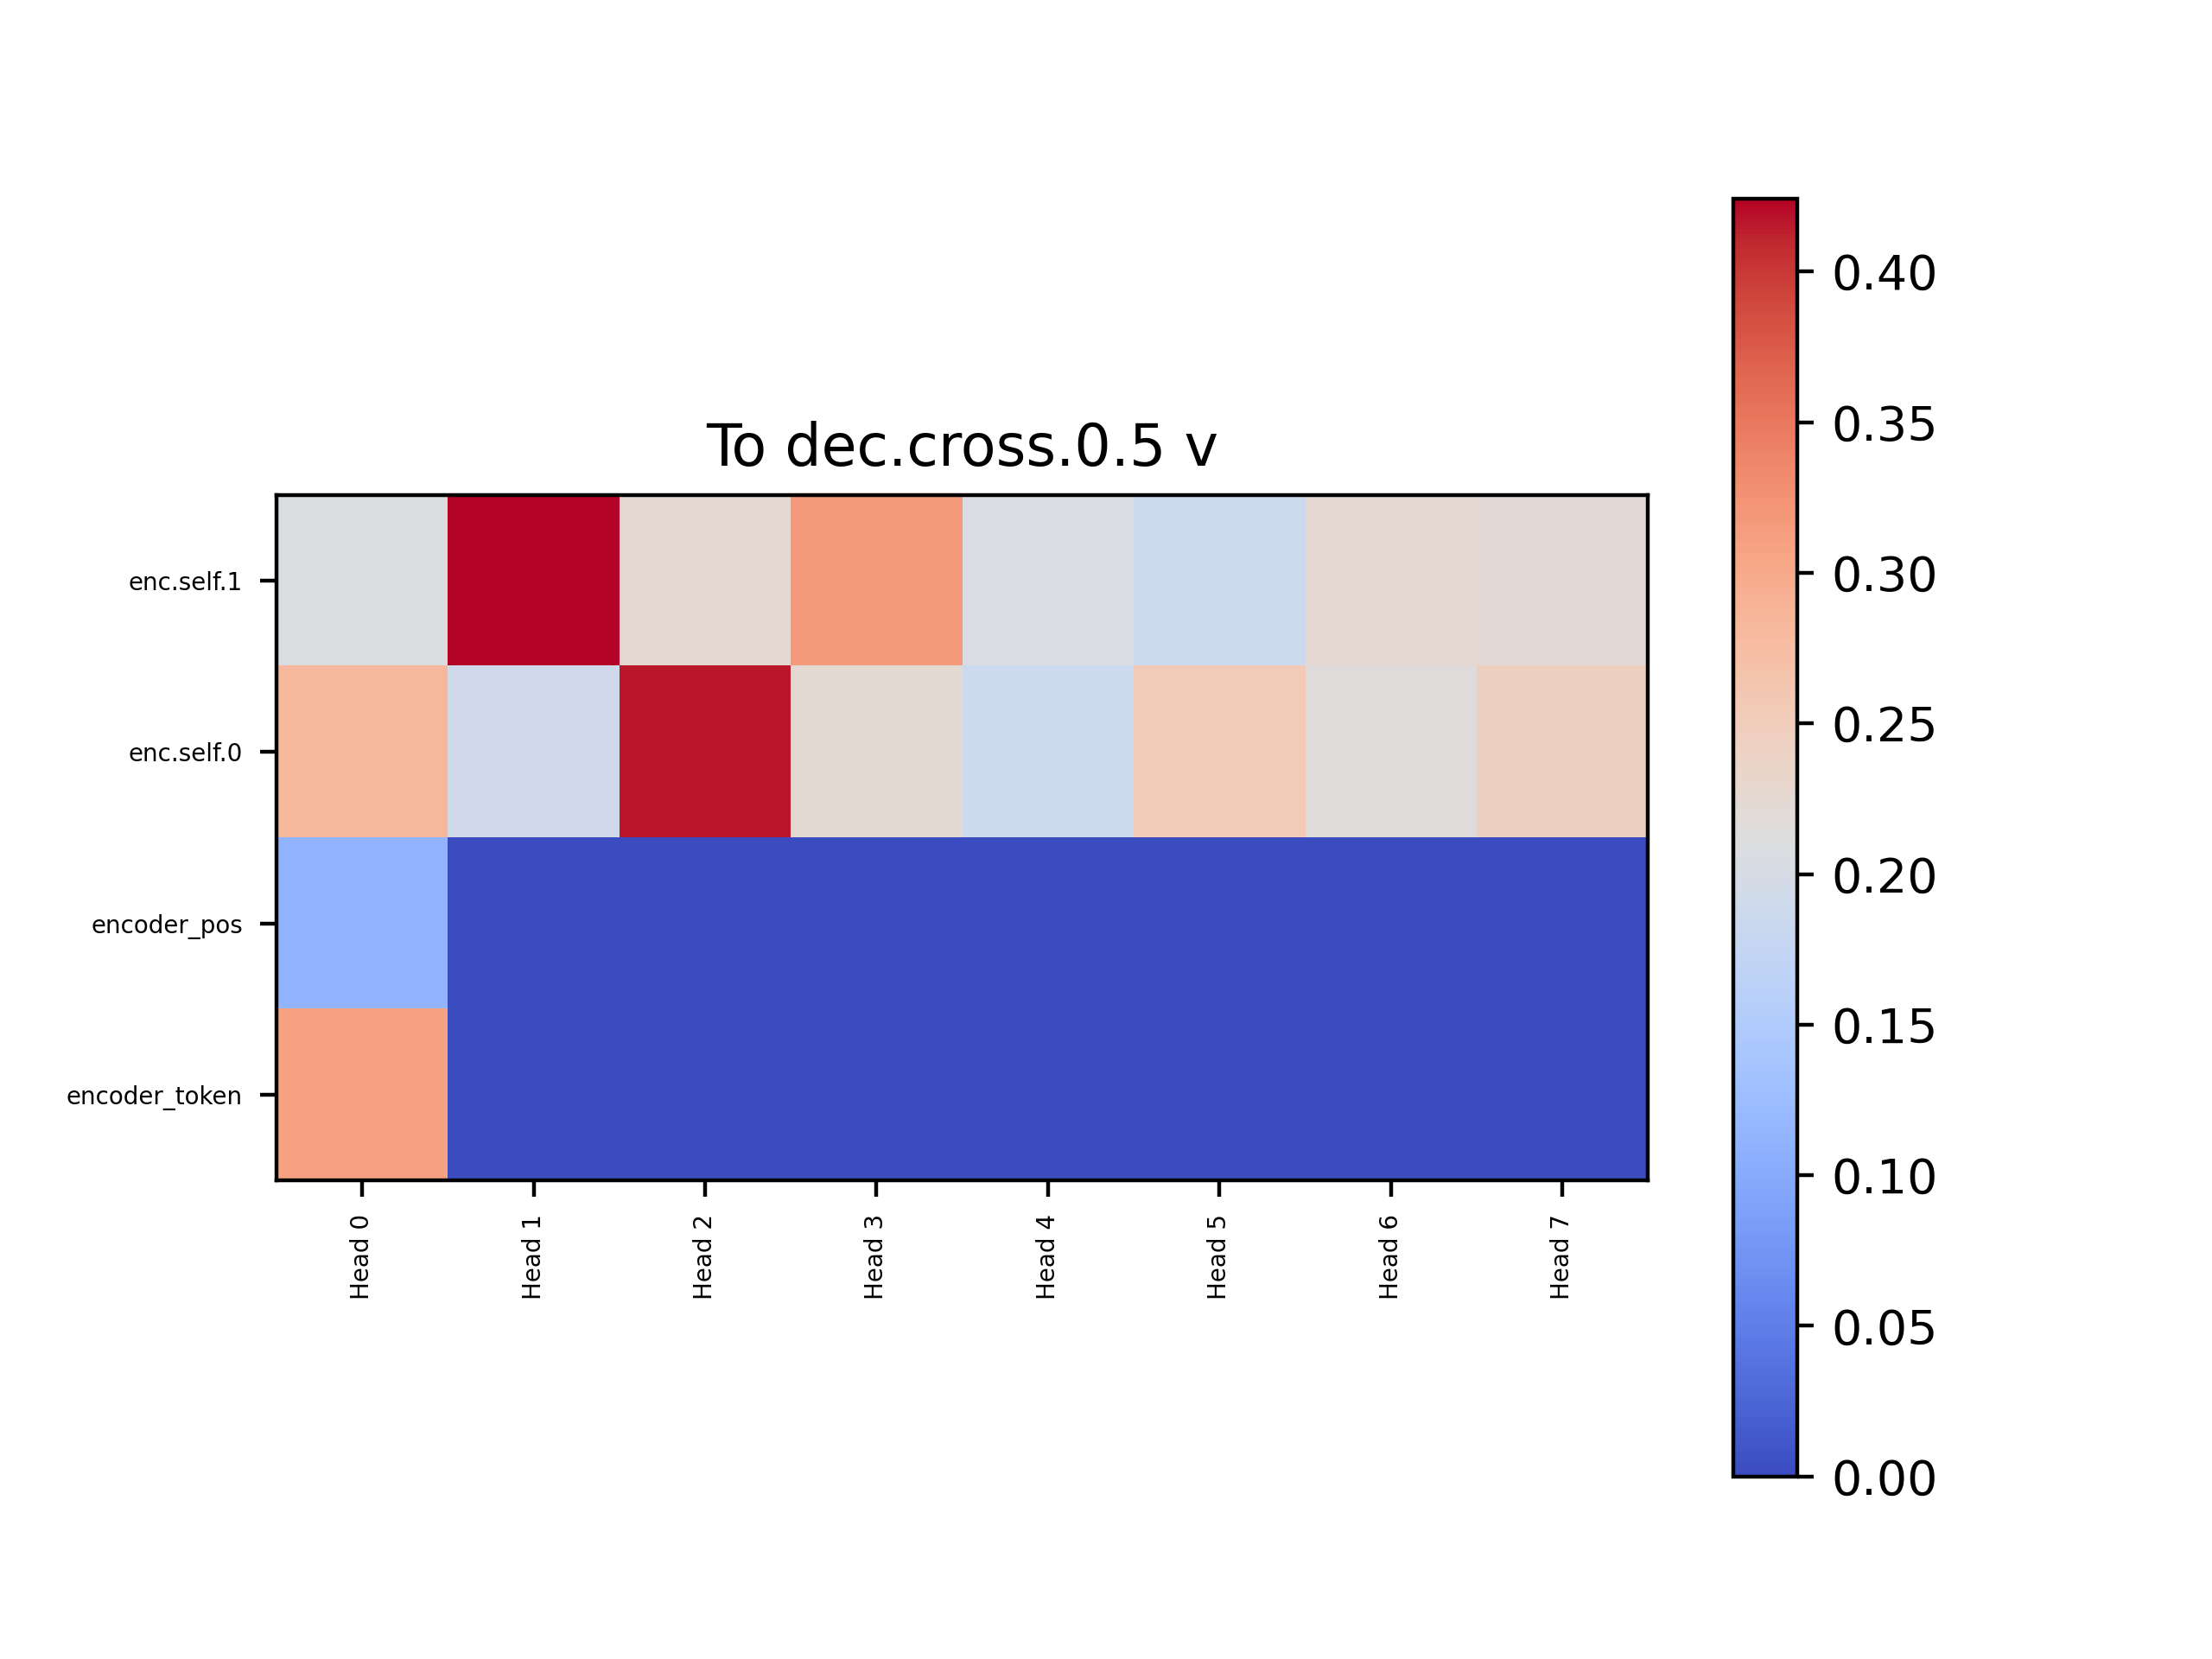 To dec.cross.0.5 v
enc.self.1
enc.self.0
encoder_pos
encoder_token
Head 0
Head 1
Head 2
Head 3
Head 4
Head 5
Head 6
Head 7
0.40
0.35
0.30
0.25
0.20
0.15
0.10
0.05
0.00